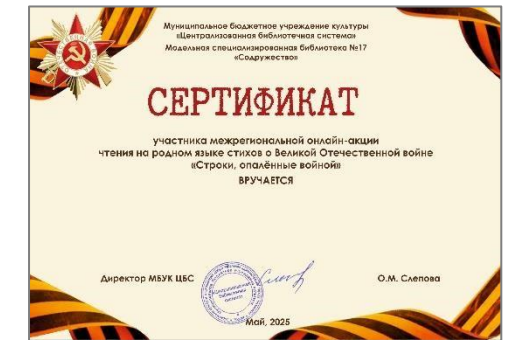 Муниципальное бюджетное учреждение культуры
«Централизованная библиотечная система»
Модельная специализированная библиотека №17
«Содружество»
СЕРТИФИКАТ
участника межрегиональной онлайн-акции
чтения на родном языке стихов о Великой Отечественной войне
«Строки, опалённые войной»
ВРУЧАЕТСЯ
Директор МБУК ЦБС
О.М. Слепова
Май, 2025